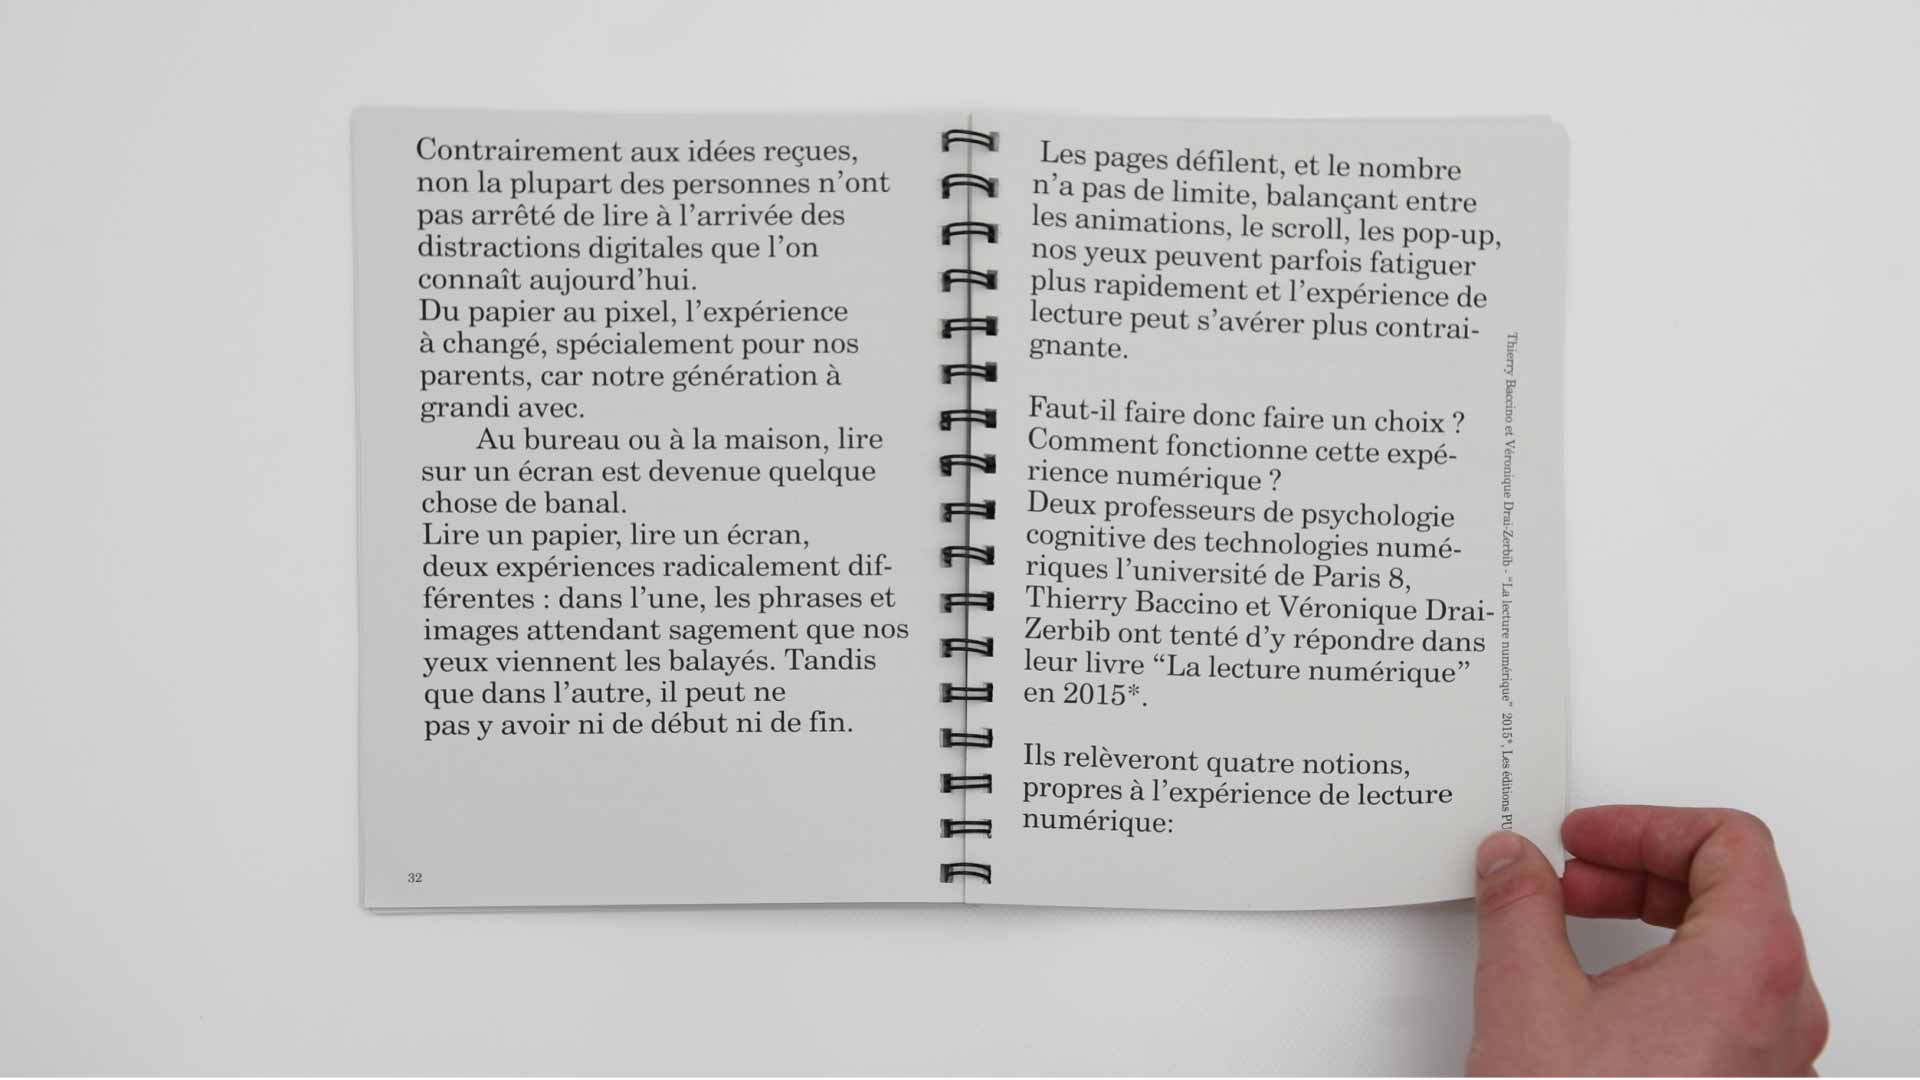 Contrairement aux idées reçues,
non la plupart des personnes n’ont
pas arrêté de lire à l’arrivée des
distractions digitales que l’on
connaît aujourd’hui.
Du papier au pixel, l’expérience
à changé, spécialement pour nos
parents, car notre génération à
grandi avec.
Au bureau ou à la maison, lire
sur un écran est devenue quelque
chose de banal.
Lire un papier, lire un écran,
deux expériences radicalement dif-
férentes : dans l’une, les phrases et
images attendant sagement que nos
yeux viennent les balayés. Tandis
que dans l’autre, il peut ne
pas y avoir ni de début ni de fin.
32
Les pages défilent, et le nombre
n’a pas de limite, balançant entre
les animations, le scroll, les pop-up,
nos yeux peuvent parfois fatiguer
plus rapidement et l’expérience de
lecture peut s’avérer plus contrai-
gnante.
Faut-il faire donc faire un choix ?
Comment fonctionne cette expé-
rience numérique ?
Deux professeurs de psychologie
cognitive des technologies numé-
riques l’université de Paris 8,
Thierry Baccino et Véronique Drai-
Zerbib ont tenté d’y répondre dans
leur livre “La lecture numérique”
en 2015*.
Ils relèveront quatre notions,
propres à l’expérience de lecture
numérique:
Thierry Baccino et Véronique Drai-Zerbib - “La lecture numérique” 2015*, Les éditions